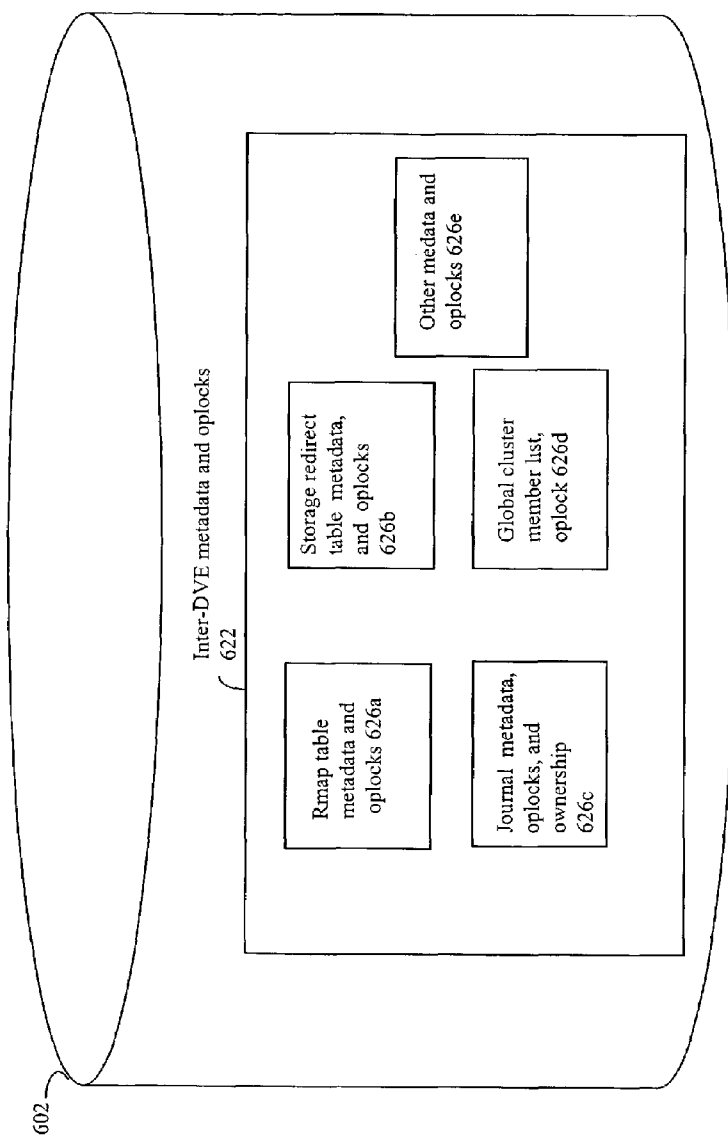 602
Inter-DVE metadata and oplocks
622
Rmap table
metadata and
oplocks 626a
Storage redirect
table metadata,
and oplocks
626b
Other medata and
oplocks 626e
Journal metadata,
oplocks, and
ownership
626c
Global cluster
member list,
oplock 626d